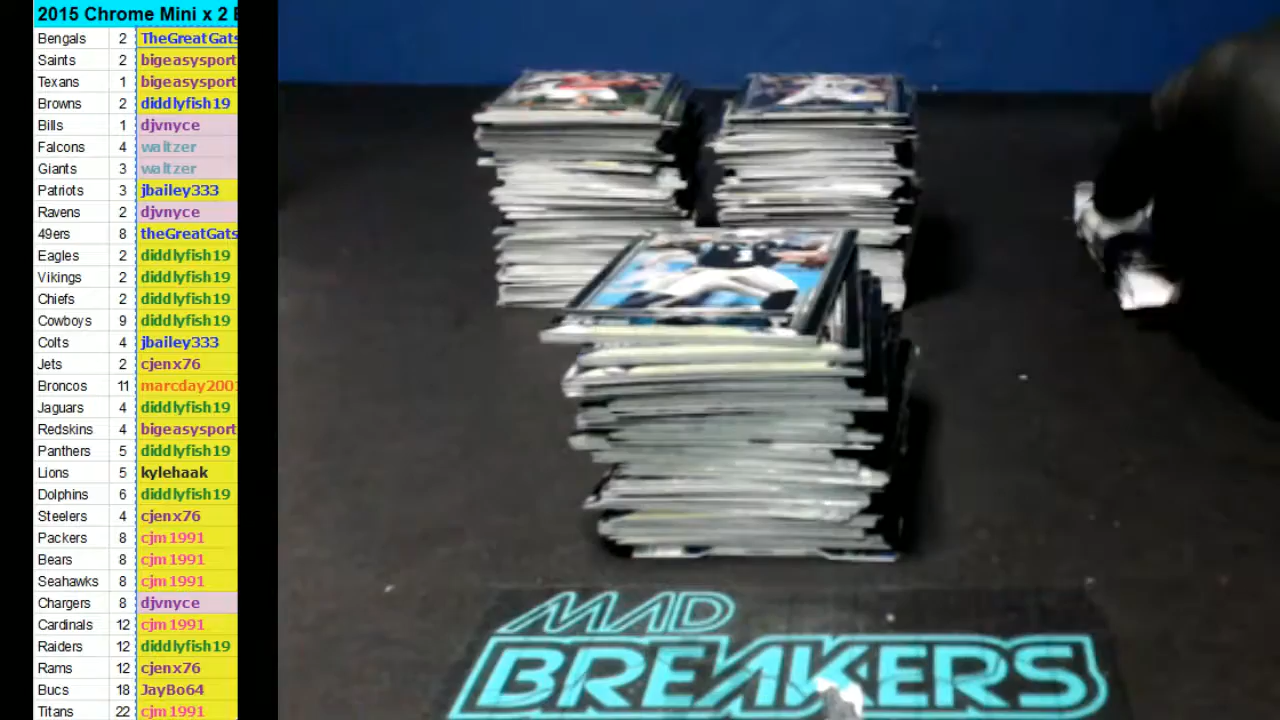 2015 Chrome Mini x 2 B
Bengals 2 TheGreatGats
Saints 2 bigeasysport
Texans 1 bigeasysport
Browns 2 diddlyfish19
Bills 1 djvnyce
Falcons 4 waltzer
Giants 3 waltzer
Patriots 3 jbailey333
Ravens 2 djvnyce
49ers 8 theGreatGats
Eagles 2 diddlyfish19
Vikings 2 diddlyfish19
Chiefs 2 diddlyfish19
Cowboys 9 diddlyfish19
Colts 4 jbailey333
Jets 2 cjenx76
Broncos 11 marcday2001
Jaguars 4 diddlyfish19
Redskins 4 bigeasysport
Panthers 5 diddlyfish19
Lions 5 kylehaak
Dolphins 6 diddlyfish19
Steelers 4 cjenx76
Packers 8 cjm1991
Bears 8 cjm1991
Seahawks 8 cjm1991
Chargers 8 djvnyce
Cardinals 12 cjm1991
Raiders 12 diddlyfish19
Rams 12 cjenx76
Bucs 18 JayBo64
Titans 22 cjm1991
MAD
BREAKERS